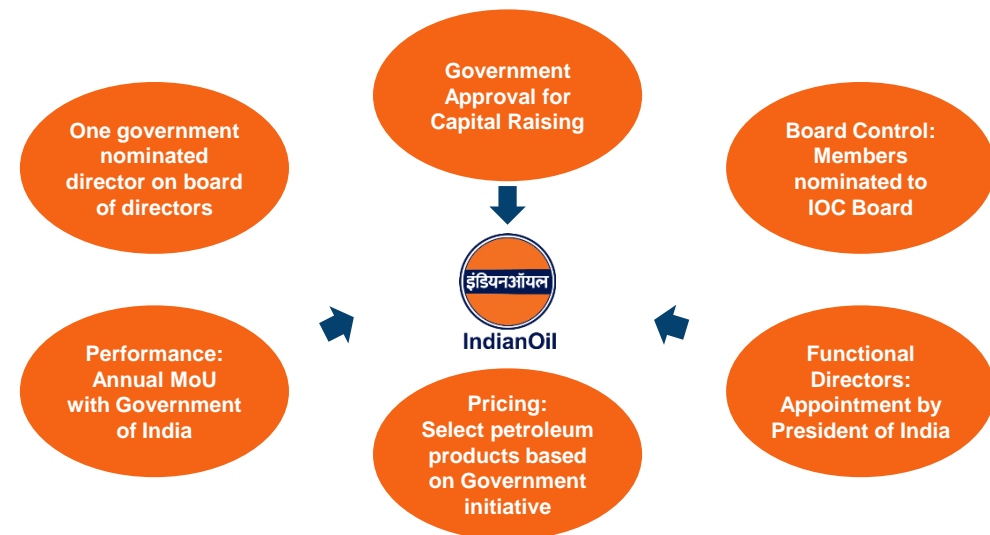 Government
Approval for
Capital Raising
One government
nominated
director on board
of directors
Board Control:
Members
nominated to
IOC Board
इंडियनऑयल
IndianOil
Performance:
Annual MoU
with Government
of India
Pricing:
Select petroleum
products based
on Government
initiative
Functional
Directors:
Appointment by
President of India